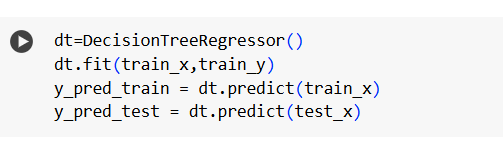 dt=DecisionTreeRegressor()
dt.fit(train_x,train_y)
y_pred_train = dt.predict(train_x)
y_pred_test = dt.predict(test_x)